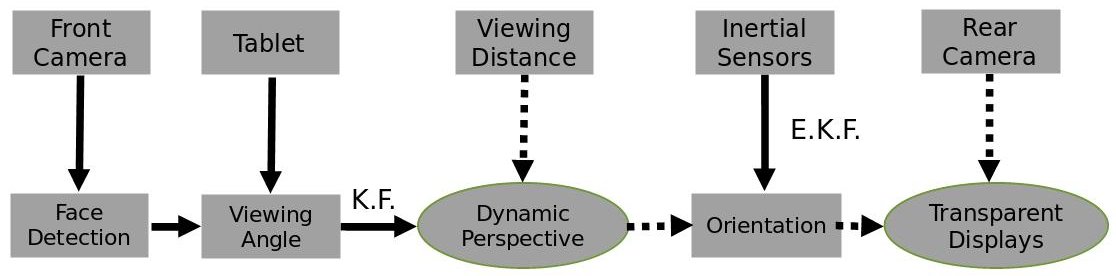 Front
Camera
Tablet
Viewing
Distance
Inertial
Sensors
Rear
Camera
E.K.F.
K.F.
Face
Detection
Viewing
Angle
Dynamic
Perspective
Orientation
Transparent
Displays